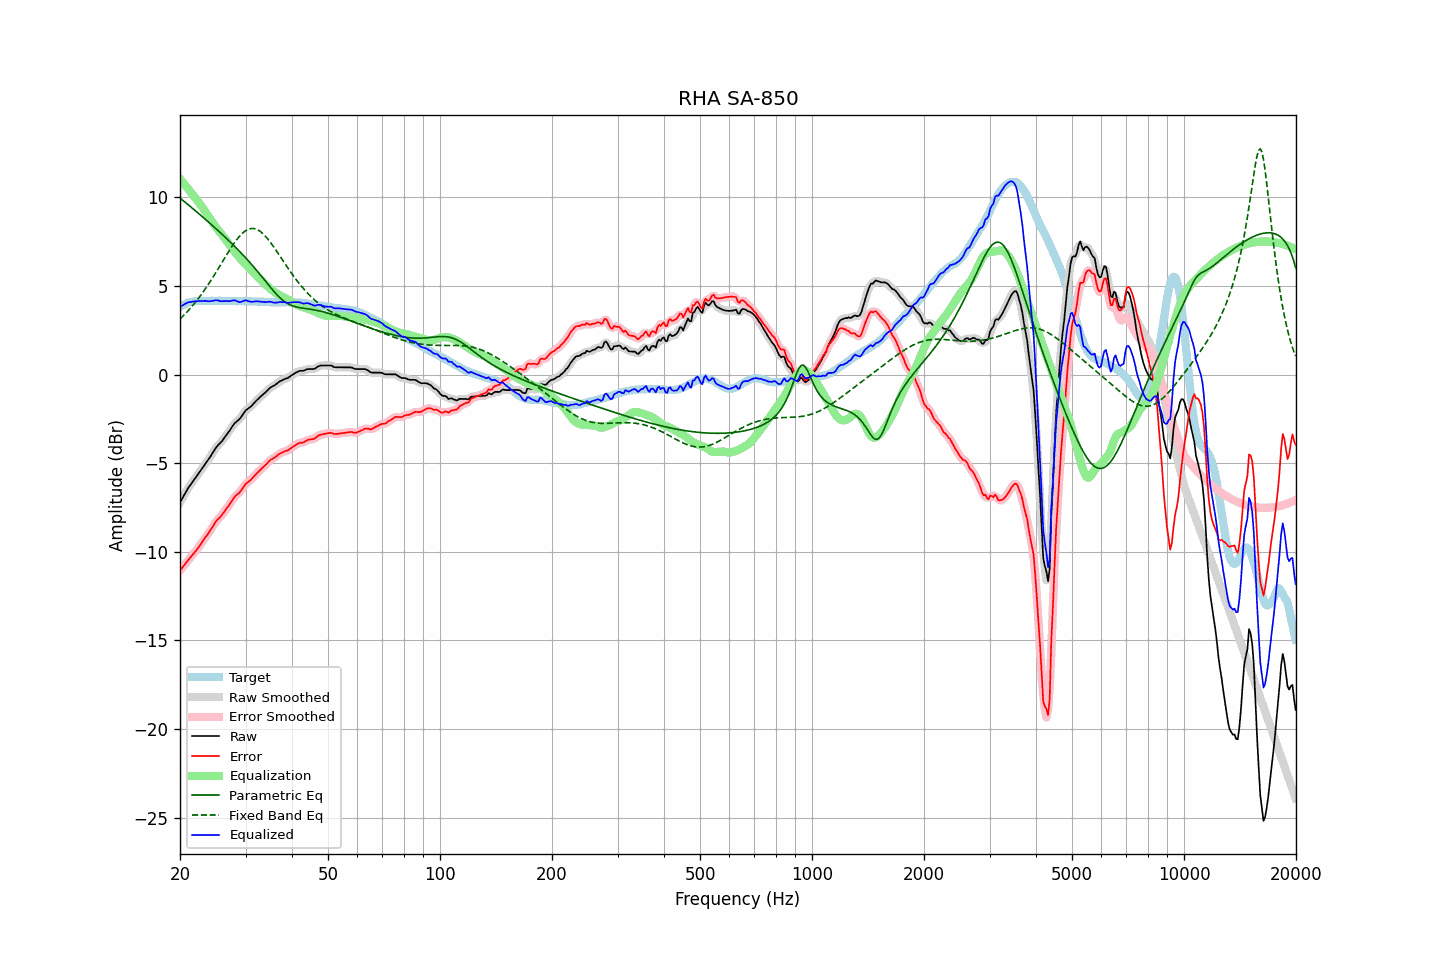 RHA SA-850
Amplitude (dBr)
10
5
0
−5
−10
−15
−20
−25
Target
Raw Smoothed
Error Smoothed
Raw
Error
Equalization
Parametric Eq
Fixed Band Eq
Equalized
20 50 100 200 500 1000 2000 5000 10000 20000
Frequency (Hz)